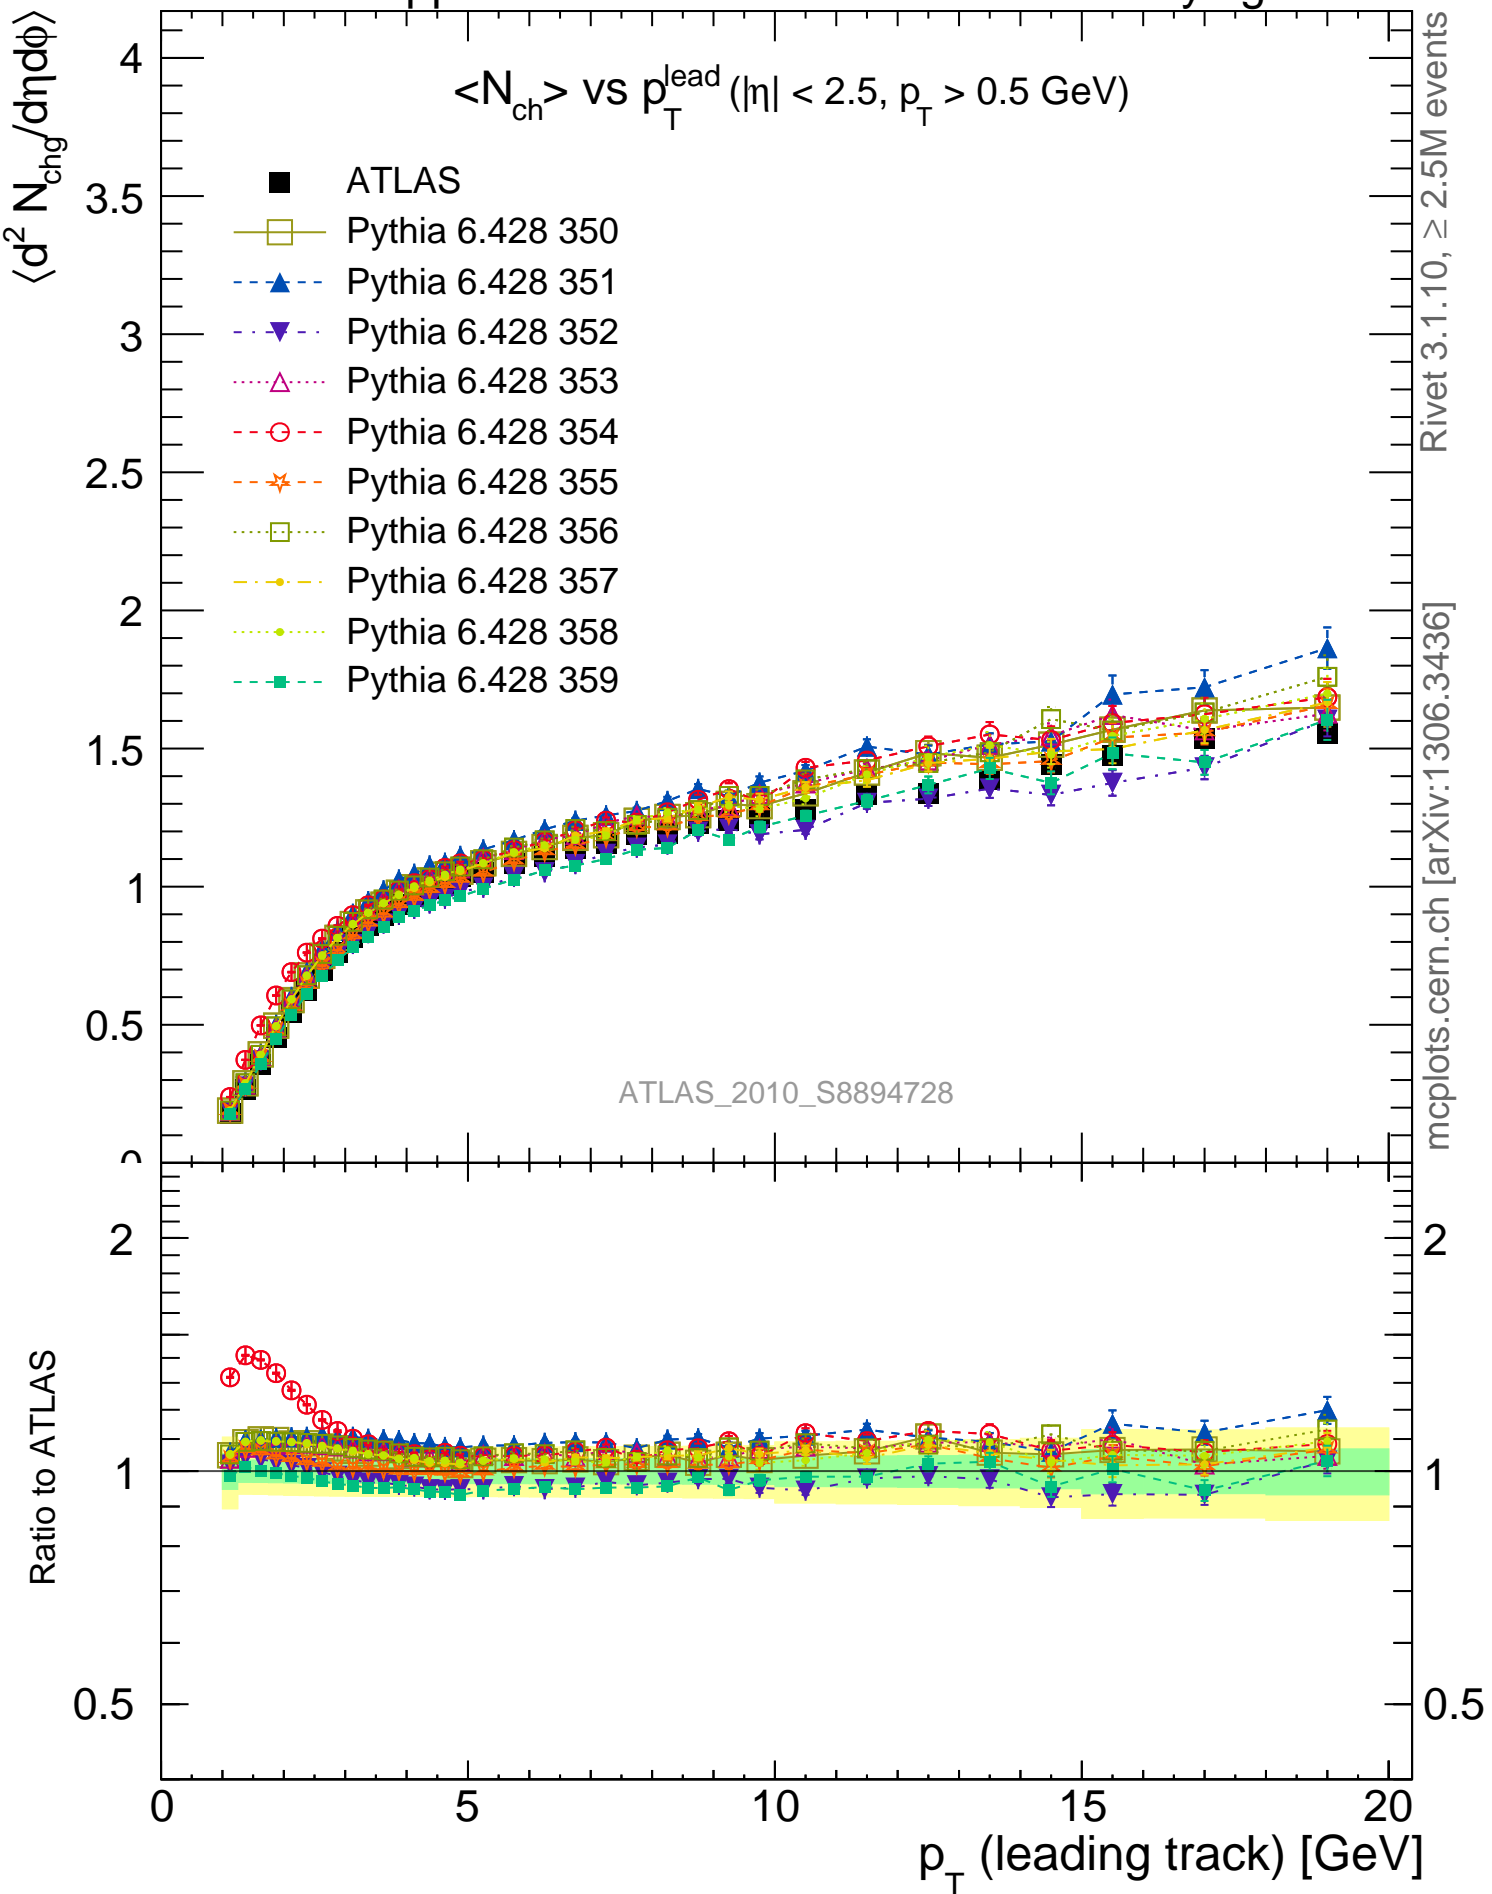 ⟨d² N_chg/dηdϕ⟩
<N_ch> vs p_T^lead (|η| < 2.5, p_T > 0.5 GeV)
ATLAS
Pythia 6.428 350
Pythia 6.428 351
Pythia 6.428 352
Pythia 6.428 353
Pythia 6.428 354
Pythia 6.428 355
Pythia 6.428 356
Pythia 6.428 357
Pythia 6.428 358
Pythia 6.428 359
4
3.5
3
2.5
2
1.5
1
0.5
0
ATLAS_2010_S8894728
Rivet 3.1.10, ≥ 2.5M events
mcplots.cern.ch [arXiv:1306.3436]
Ratio to ATLAS
2
1
0.5
2
1
0.5
0
5
10
15
20
p_T (leading track) [GeV]